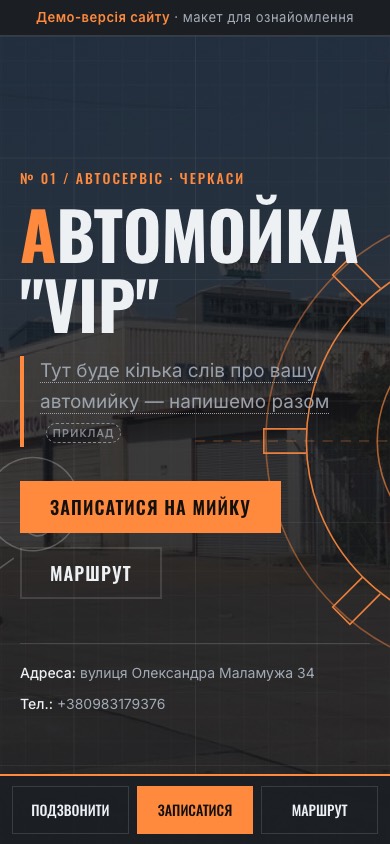 Демо-версія сайту · макет для ознайомлення
№ 01 / АВТОСЕРВІС · ЧЕРКАСИ
АВТОМОЙКА
"VIP"
Тут буде кілька слів про вашу
автомийку — напишемо разом
ПРИКЛАД
ЗАПИСАТИСЯ НА МИЙКУ
МАРШРУТ
Адреса: вулиця Олександра Маламужа 34
Тел.: +380983179376
ПОДЗВОНИТИ
ЗАПИСАТИСЯ
МАРШРУТ